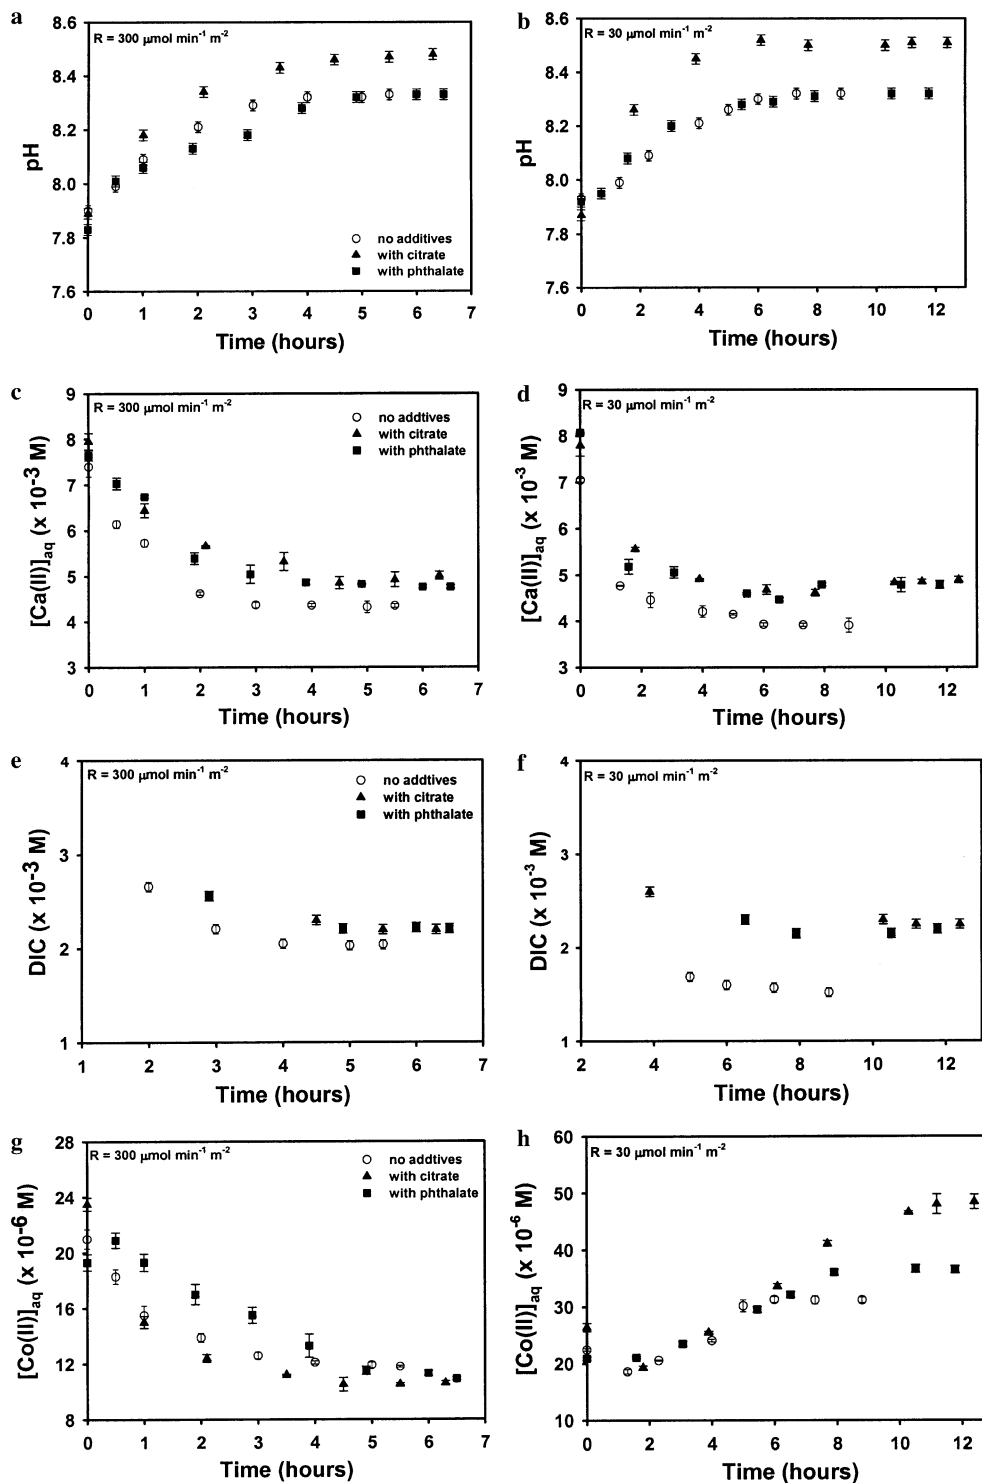 a
R = 300 μmol min⁻¹ m⁻²
8.6
8.4
8.2
8.0
7.8
7.6
pH
no additives
with citrate
with phthalate
0 1 2 3 4 5 6 7
Time (hours)
b
R = 30 μmol min⁻¹ m⁻²
8.6
8.4
8.2
8.0
7.8
7.6
pH
0 2 4 6 8 10 12
Time (hours)
c
R = 300 μmol min⁻¹ m⁻²
9
8
7
6
5
4
3
[Ca(II)]aq (x 10⁻³ M)
no addtives
with citrate
with phthalate
0 1 2 3 4 5 6 7
Time (hours)
d
R = 30 μmol min⁻¹ m⁻²
9
8
7
6
5
4
3
[Ca(II)]aq (x 10⁻³ M)
0 2 4 6 8 10 12
Time (hours)
e
R = 300 μmol min⁻¹ m⁻²
4
3
2
1
DIC (x 10⁻³ M)
no addtives
with citrate
with phthalate
1 2 3 4 5 6 7
Time (hours)
f
R = 30 μmol min⁻¹ m⁻²
4
3
2
1
DIC (x 10⁻³ M)
2 4 6 8 10 12
Time (hours)
g
R = 300 μmol min⁻¹ m⁻²
28
24
20
16
12
8
[Co(II)]aq (x 10⁻⁶ M)
no addtives
with citrate
with phthalate
0 1 2 3 4 5 6 7
Time (hours)
h
R = 30 μmol min⁻¹ m⁻²
60
50
40
30
20
10
[Co(II)]aq (x 10⁻⁶ M)
0 2 4 6 8 10 12
Time (hours)